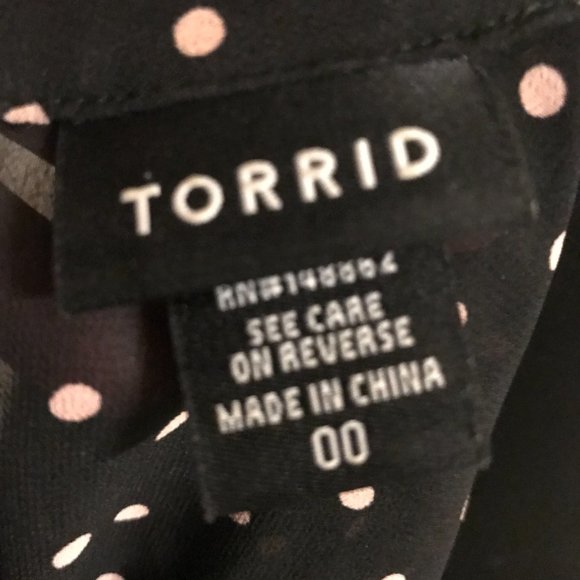 TORRID
SEE CARE
ON REVERSE
MADE IN CHINA
00